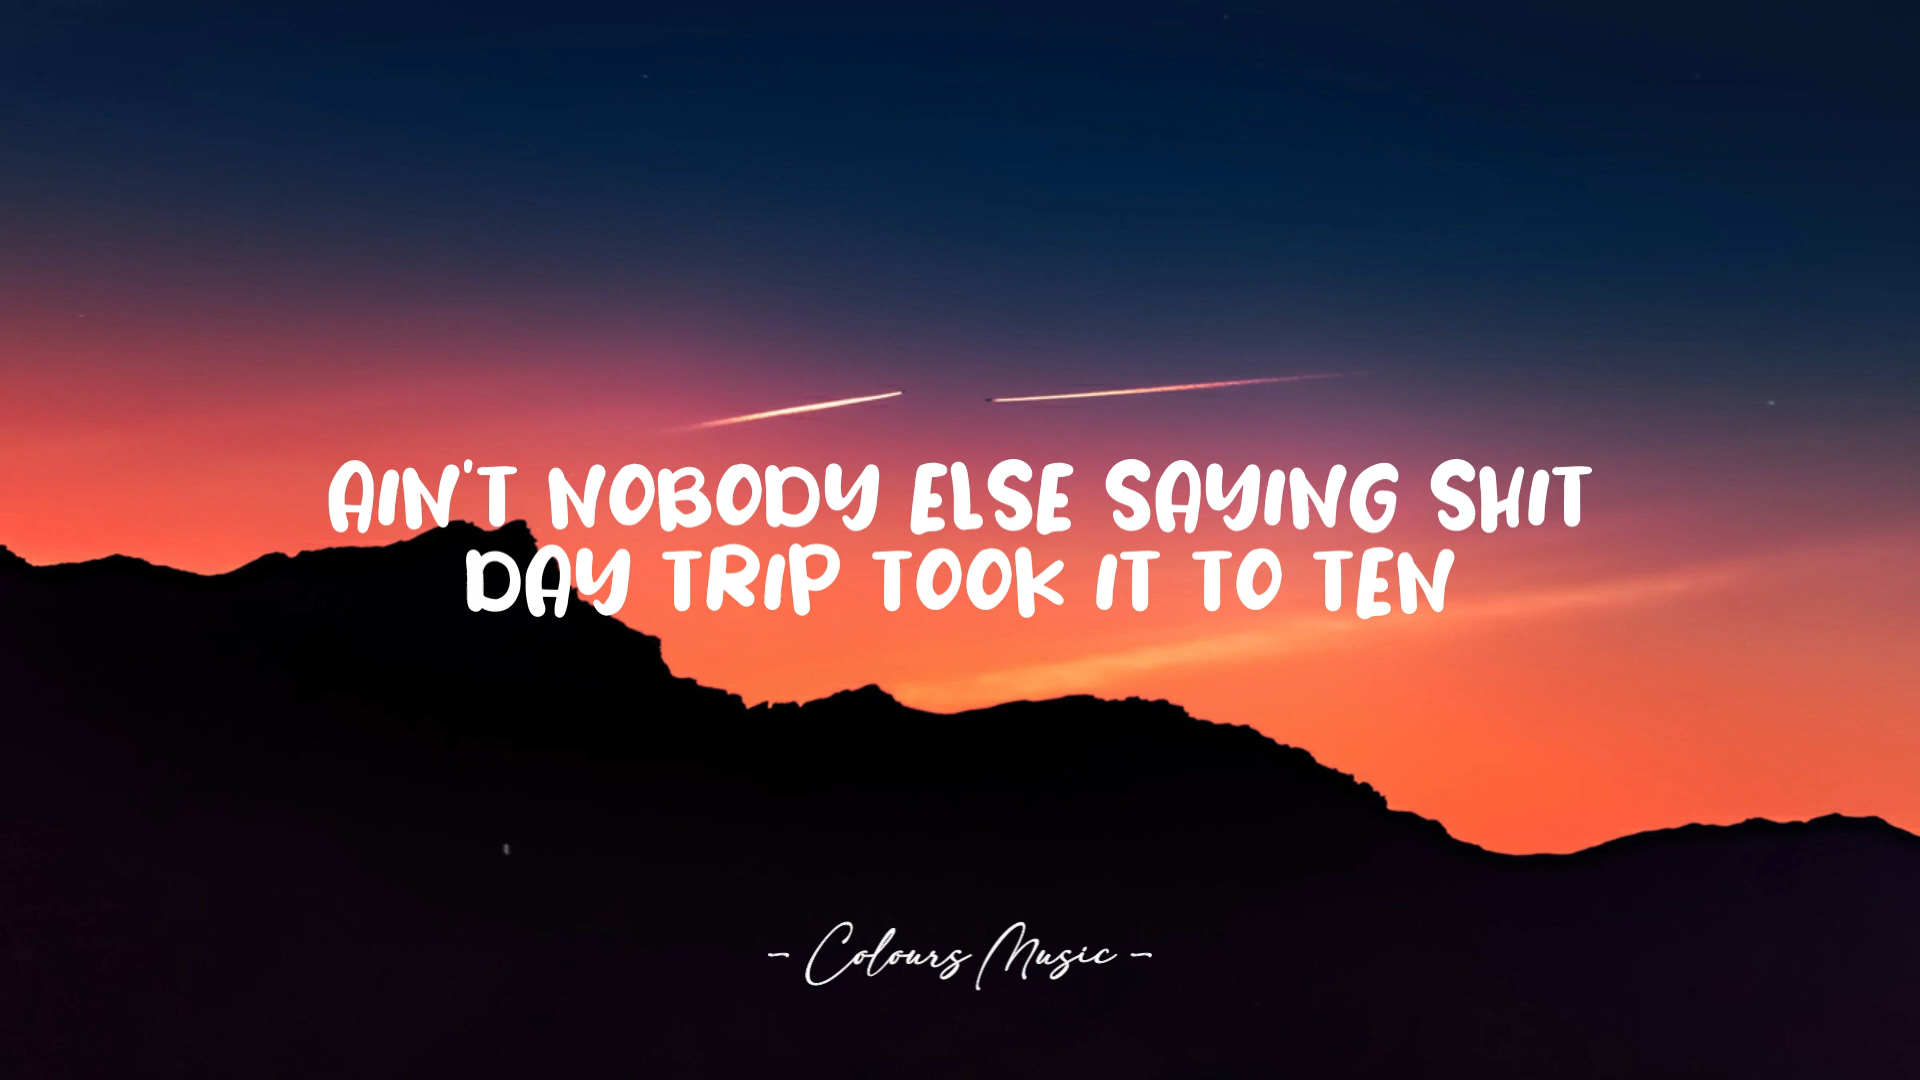 AIN'T NOBODY ELSE SAYING SHIT
DAY TRIP TOOK IT TO TEN
- Colours Music -